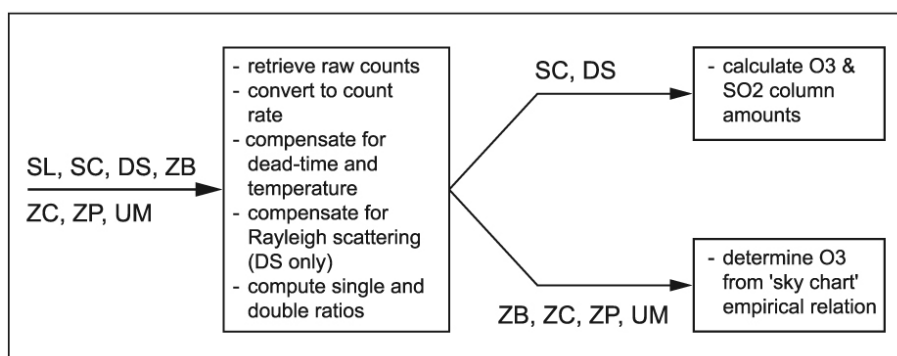 SL, SC, DS, ZB
ZC, ZP, UM
- retrieve raw counts
- convert to count
rate
- compensate for
dead-time and
temperature
- compensate for
Rayleigh scattering
(DS only)
- compute single and
double ratios
SC, DS
- calculate O3 &
SO2 column
amounts
ZB, ZC, ZP, UM
- determine O3
from 'sky chart'
empirical relation